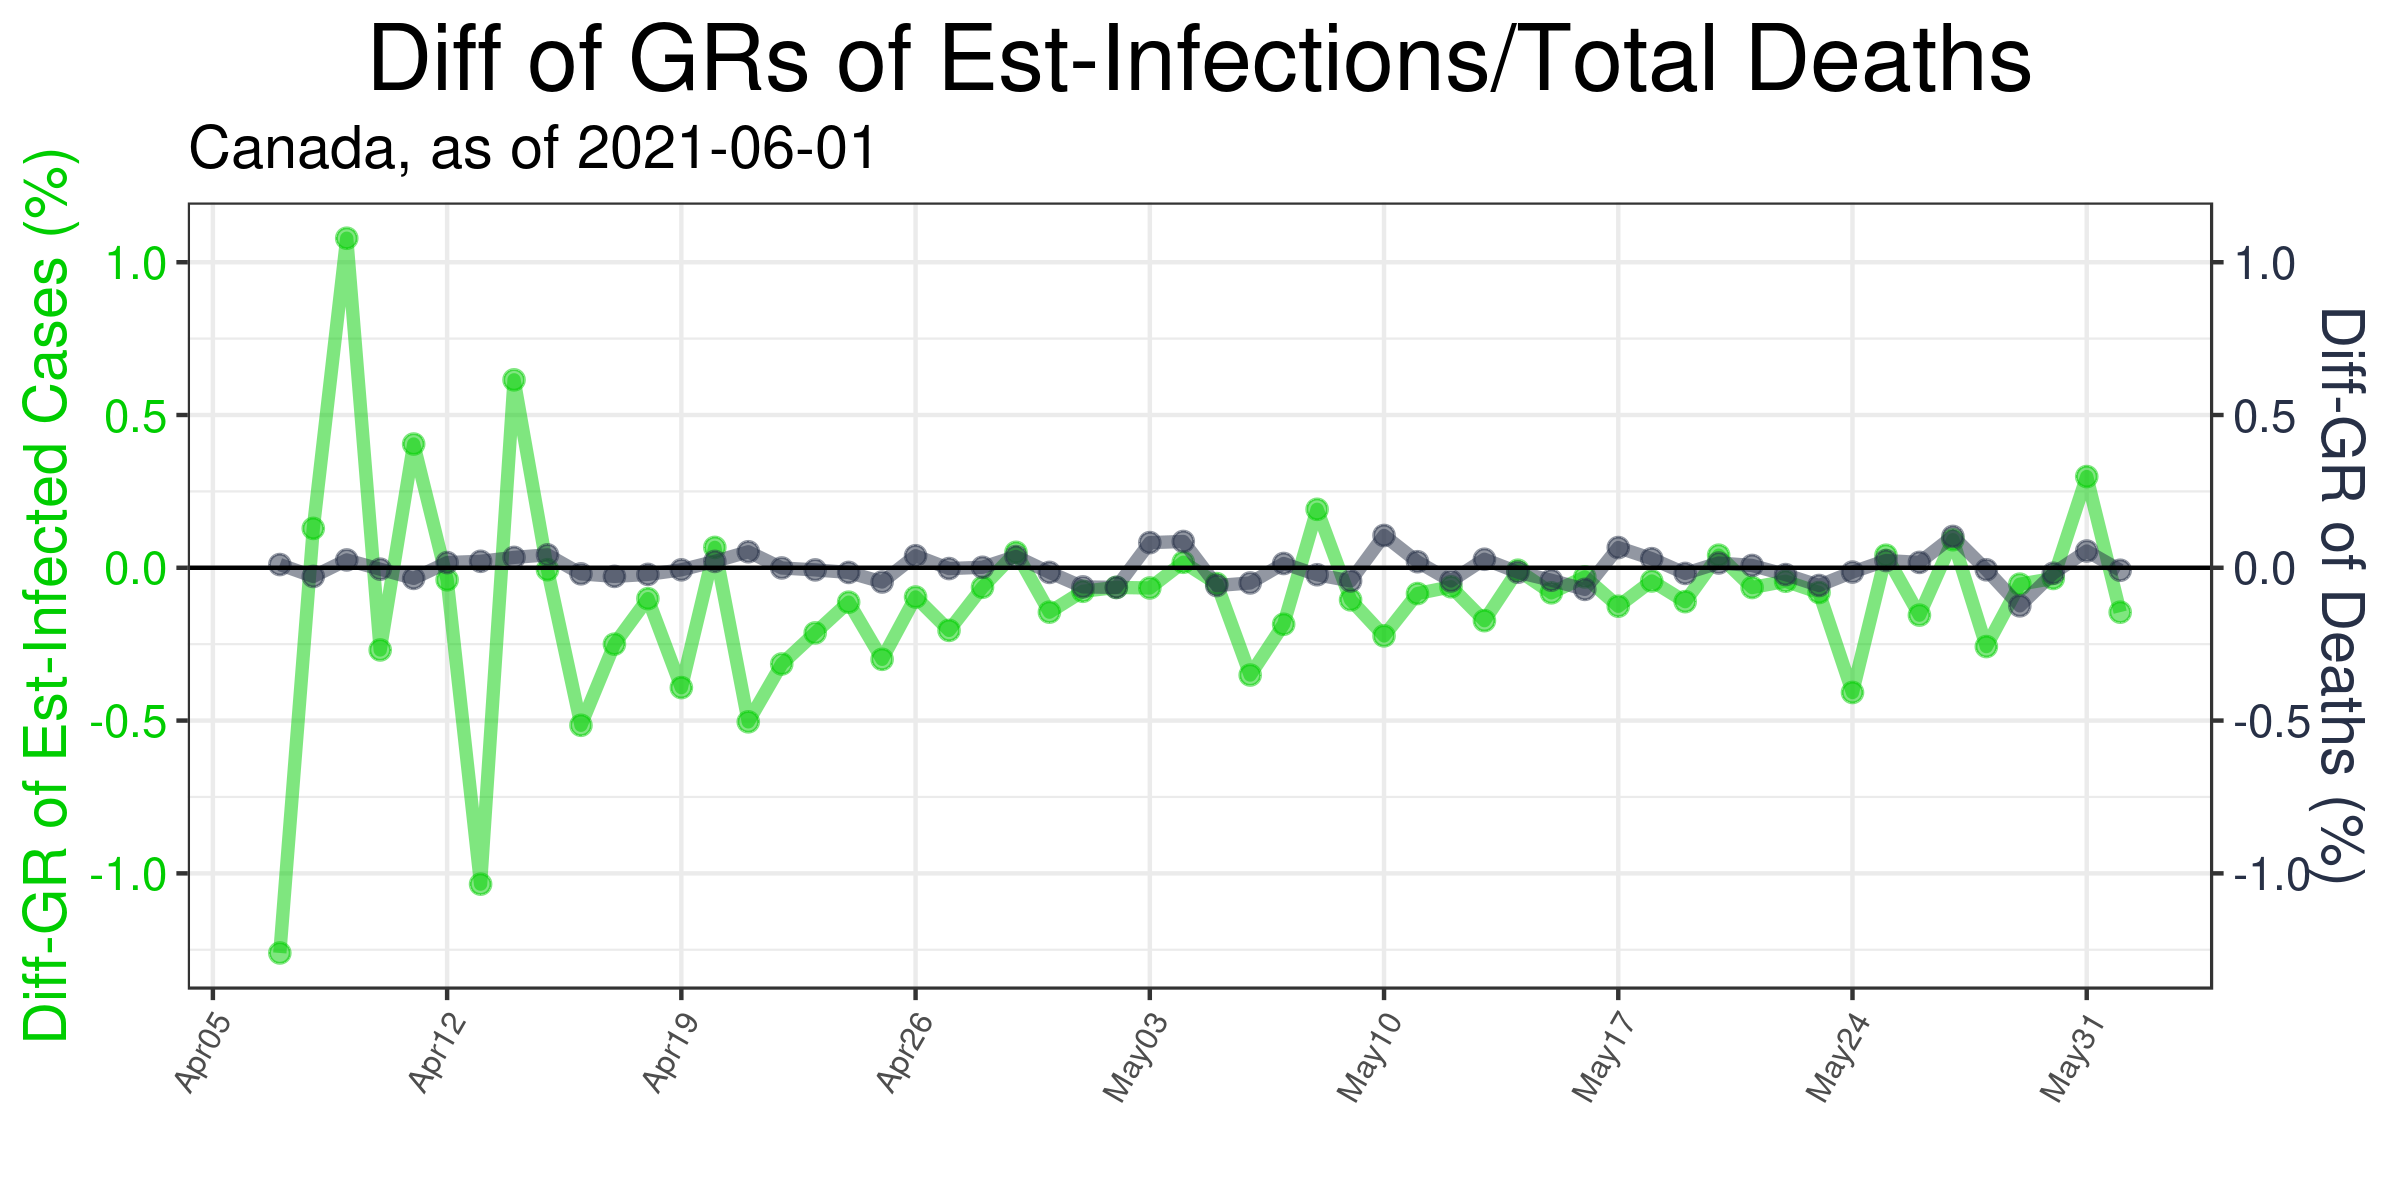 Diff of GRs of Est-Infections/Total Deaths
Canada, as of 2021-06-01
Diff-GR of Est-Infected Cases (%)
1.0
0.5
0.0
-0.5
-1.0
1.0
0.5
0.0
-0.5
-1.0
Diff-GR of Deaths (%)
Apr05
Apr12
Apr19
Apr26
May03
May10
May17
May24
May31